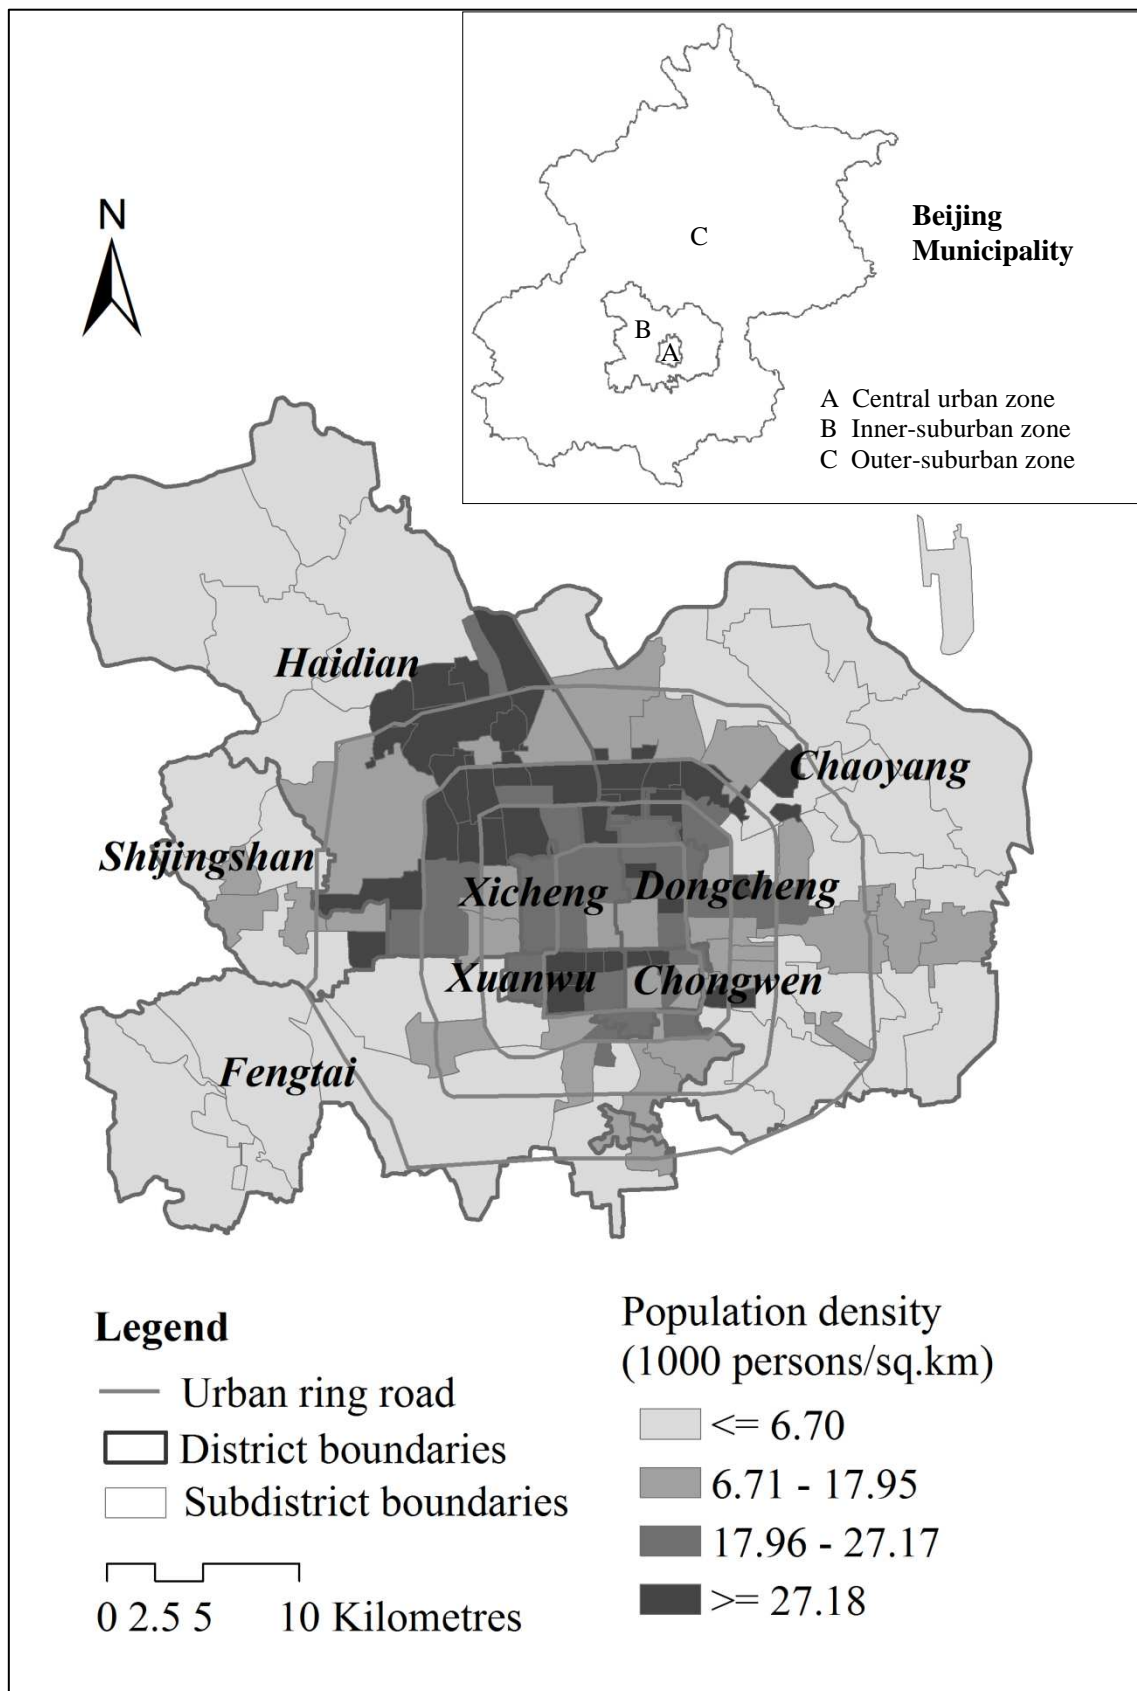 N
Beijing
Municipality
C
B
A
A Central urban zone
B Inner-suburban zone
C Outer-suburban zone
Haidian
Chaoyang
Shijingshan
Xicheng
Dongcheng
Xuanwu
Chongwen
Fengtai
Legend
Urban ring road
District boundaries
Subdistrict boundaries
0 2.5 5 10 Kilometres
Population density
(1000 persons/sq.km)
<= 6.70
6.71 - 17.95
17.96 - 27.17
>= 27.18